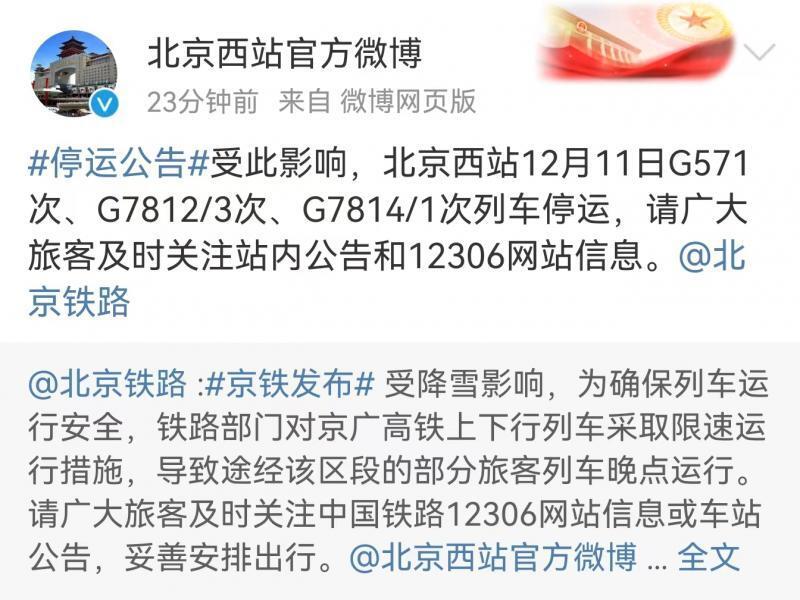 北京西站官方微博
23分钟前 来自 微博网页版
#停运公告#受此影响，北京西站12月11日G571
次、G7812/3次、G7814/1次列车停运，请广大
旅客及时关注站内公告和12306网站信息。@北
京铁路
@北京铁路 :#京铁发布# 受降雪影响，为确保列车运
行安全，铁路部门对京广高铁上下行列车采取限速运
行措施，导致途经该区段的部分旅客列车晚点运行。
请广大旅客及时关注中国铁路12306网站信息或车站
公告，妥善安排出行。@北京西站官方微博 ... 全文